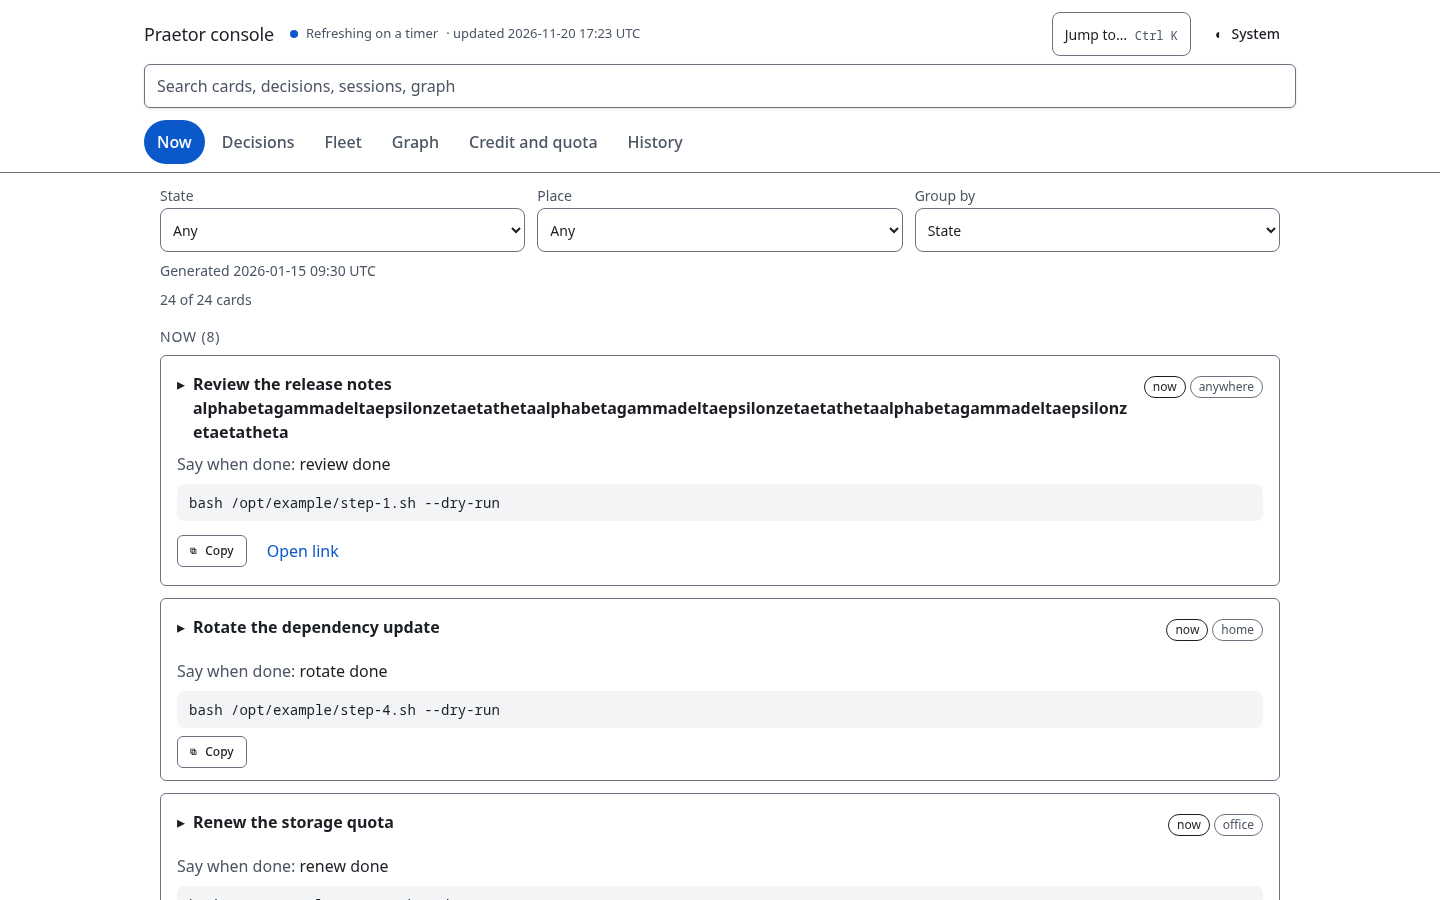 Praetor console
Refreshing on a timer · updated 2026-11-20 17:23 UTC
Jump to... Ctrl K
System
Search cards, decisions, sessions, graph
Now
Decisions
Fleet
Graph
Credit and quota
History
State
Place
Group by
Any
Any
State
Generated 2026-01-15 09:30 UTC
24 of 24 cards
NOW (8)
Review the release notes
alphabetagammadeltaepsilonzetaetathetaalphabetagammadeltaepsilonzetaetathetaalphabetagammadeltaepsilonz
etaetatheta
now
anywhere
Say when done: review done
bash /opt/example/step-1.sh --dry-run
Copy
Open link
Rotate the dependency update
now
home
Say when done: rotate done
bash /opt/example/step-4.sh --dry-run
Copy
Renew the storage quota
now
office
Say when done: renew done